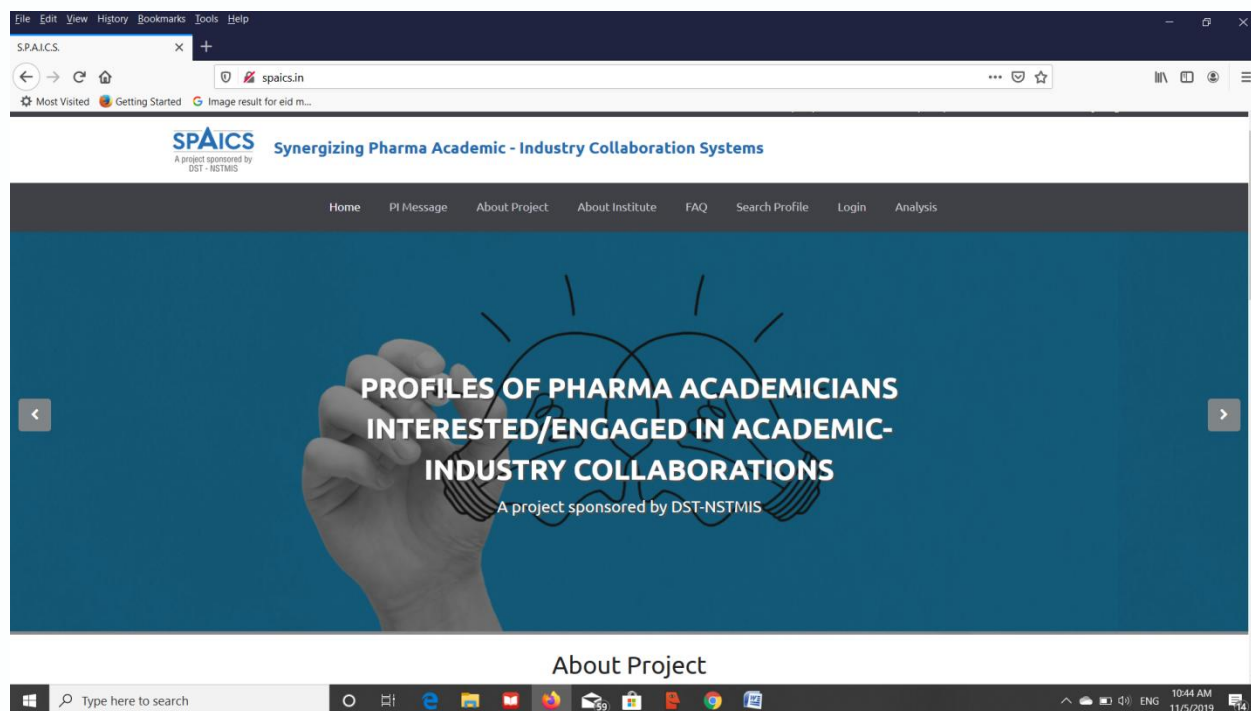 File Edit View History Bookmarks Tools Help
S.P.A.I.C.S.
spaics.in
Most Visited Getting Started Image result for eid m...
SPAICS
A project sponsored by
DST - NSTMIS
Synergizing Pharma Academic - Industry Collaboration Systems
Home PI Message About Project About Institute FAQ Search Profile Login Analysis
PROFILES OF PHARMA ACADEMICIANS
INTERESTED/ENGAGED IN ACADEMIC-
INDUSTRY COLLABORATIONS
A project sponsored by DST-NSTMIS
About Project
Type here to search
59
ENG
10:44 AM
11/5/2019
14